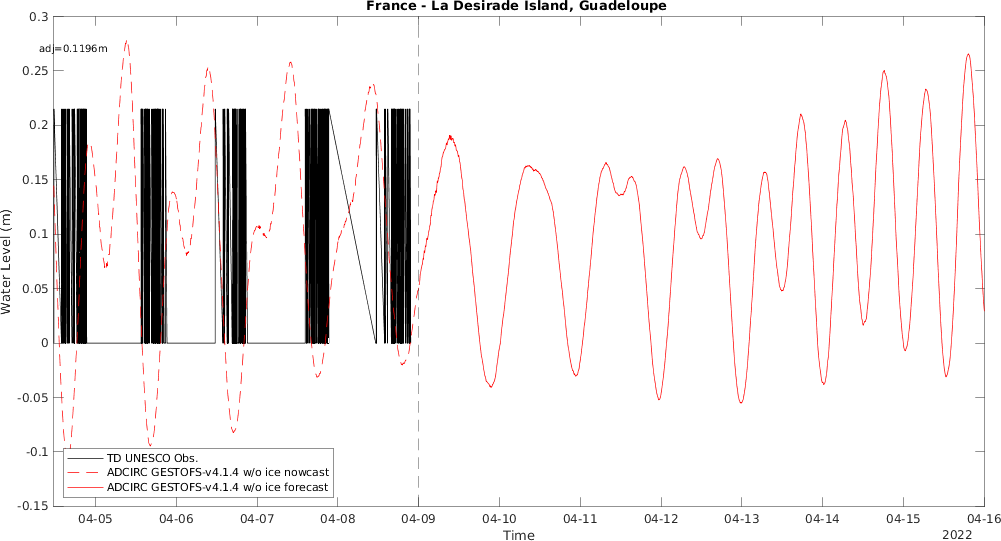 France - La Desirade Island, Guadeloupe
adj=0.1196m
0.3
0.25
0.2
0.15
0.1
0.05
0
-0.05
-0.1
-0.15
Water Level (m)
TD UNESCO Obs.
ADCIRC GESTOFS-v4.1.4 w/o ice nowcast
ADCIRC GESTOFS-v4.1.4 w/o ice forecast
04-05 04-06 04-07 04-08 04-09 04-10 04-11 04-12 04-13 04-14 04-15 04-16
Time
2022